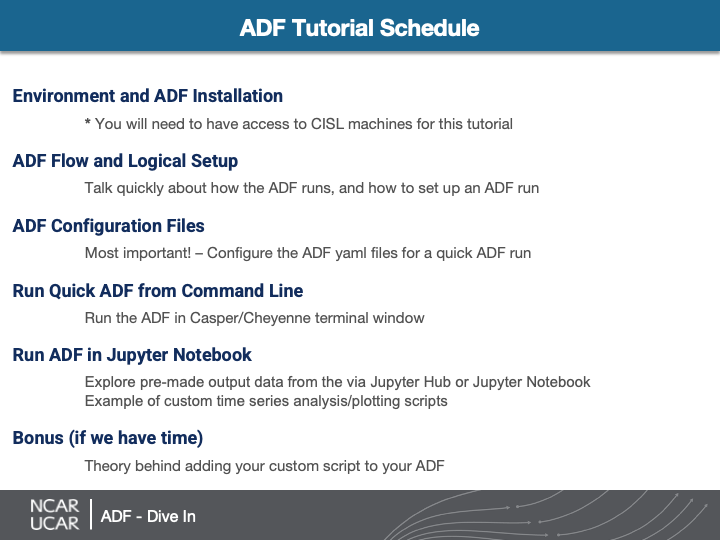 ADF Tutorial Schedule
Environment and ADF Installation
* You will need to have access to CISL machines for this tutorial
ADF Flow and Logical Setup
Talk quickly about how the ADF runs, and how to set up an ADF run
ADF Configuration Files
Most important! – Configure the ADF yaml files for a quick ADF run
Run Quick ADF from Command Line
Run the ADF in Casper/Cheyenne terminal window
Run ADF in Jupyter Notebook
Explore pre-made output data from the via Jupyter Hub or Jupyter Notebook
Example of custom time series analysis/plotting scripts
Bonus (if we have time)
Theory behind adding your custom script to your ADF
NCAR
UCAR
ADF - Dive In